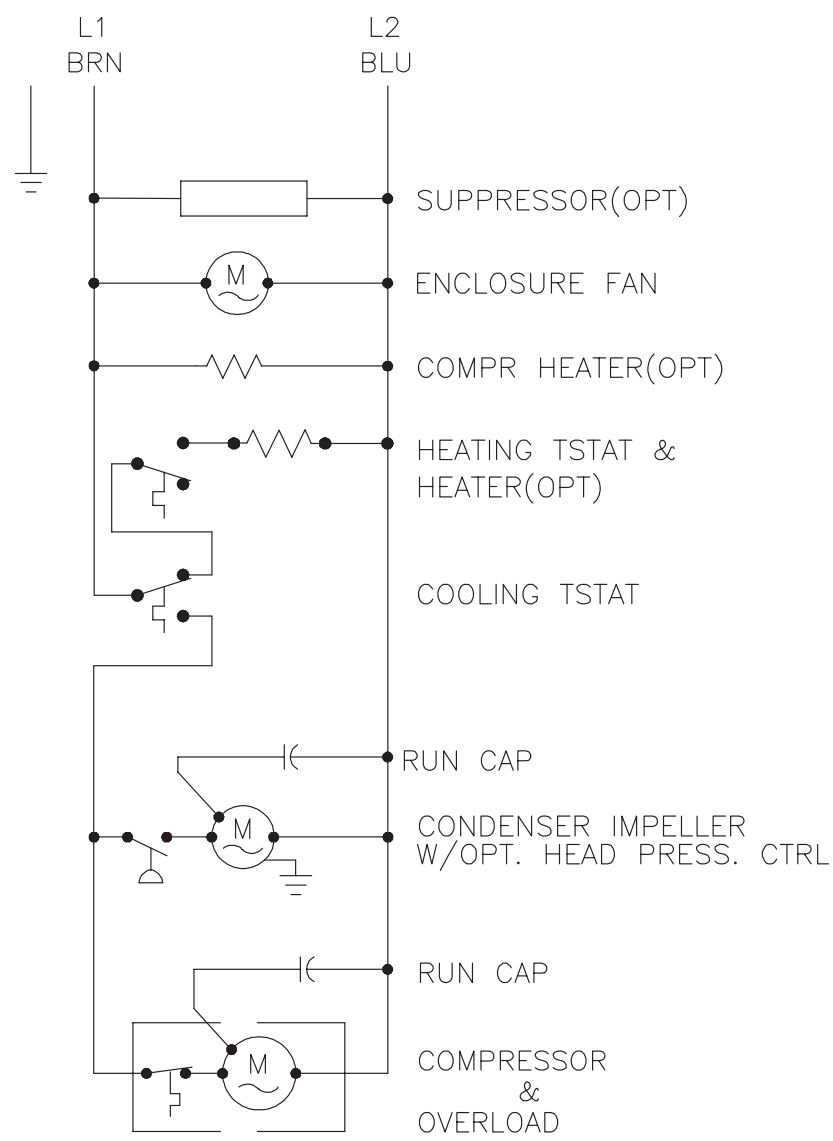 L1
L2
BRN
BLU
SUPPRESSOR(OPT)
M
ENCLOSURE FAN
COMPR HEATER(OPT)
HEATING TSTAT &
HEATER(OPT)
COOLING TSTAT
RUN CAP
M
CONDENSER IMPELLER
W/OPT. HEAD PRESS. CTRL
RUN CAP
M
COMPRESSOR
&
OVERLOAD